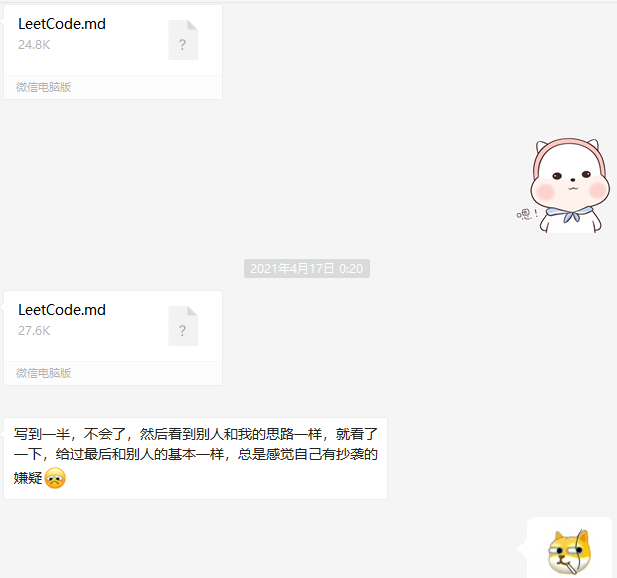 LeetCode.md
24.8K
?
微信电脑版
嗯！
2021年4月17日 0:20
LeetCode.md
27.6K
?
微信电脑版
写到一半，不会了，然后看到别人和我的思路一样，就看了
一下，给过最后和别人的基本一样，总是感觉自己有抄袭的
嫌疑